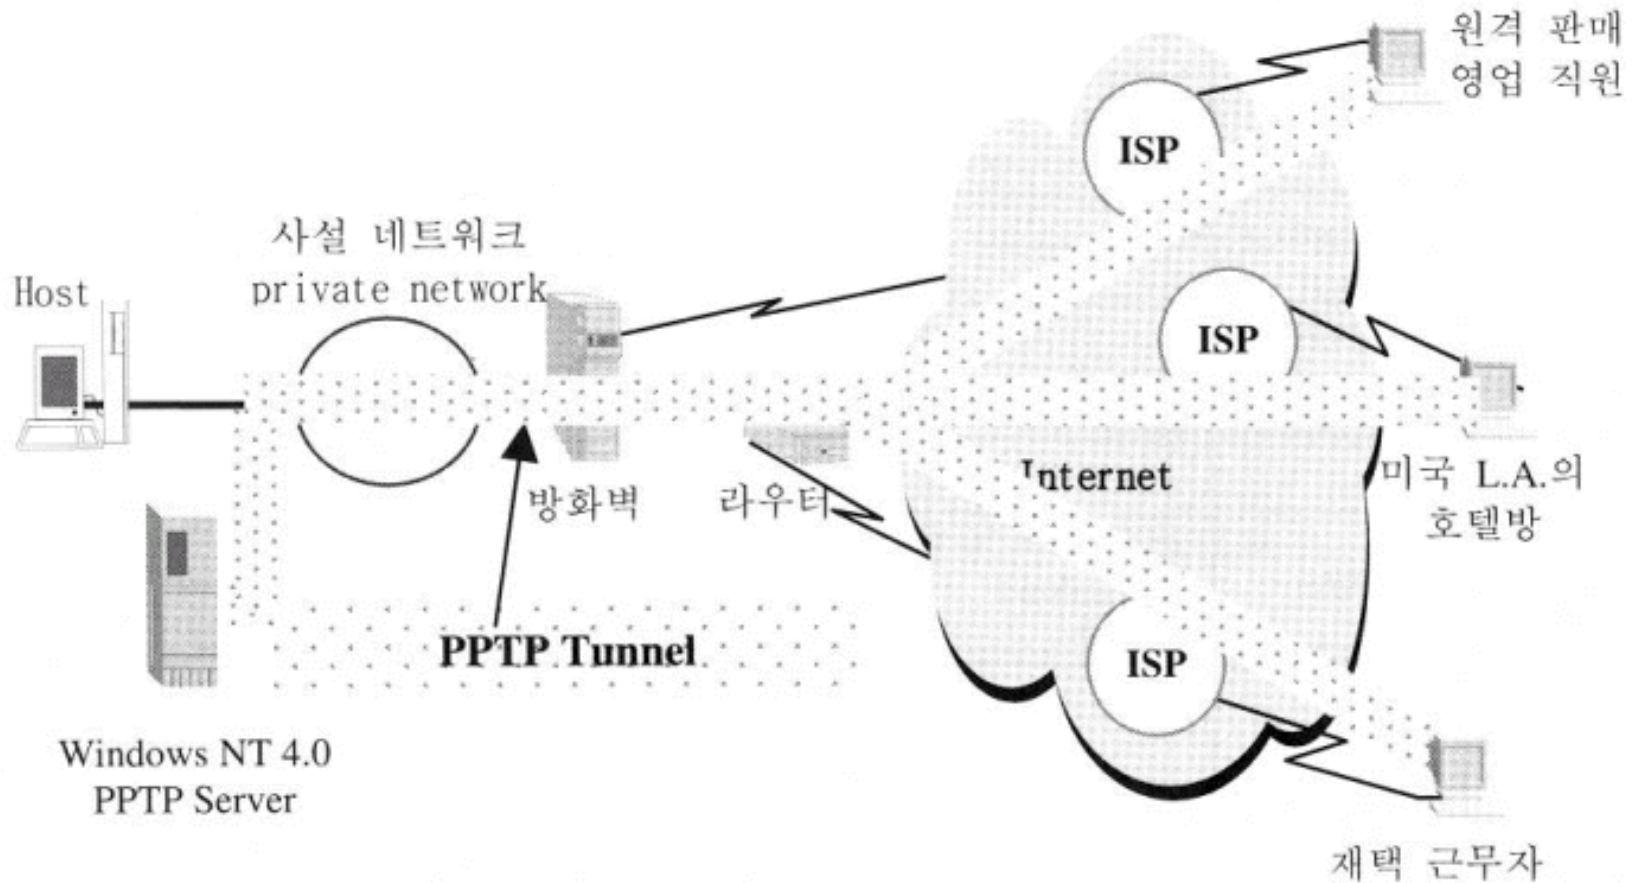 원격 판매
영업 직원
ISP
사설 네트워크
private network
Host
ISP
Internet
미국 L.A.의
호텔방
방화벽
라우터
PPTP Tunnel
ISP
Windows NT 4.0
PPTP Server
재택 근무자